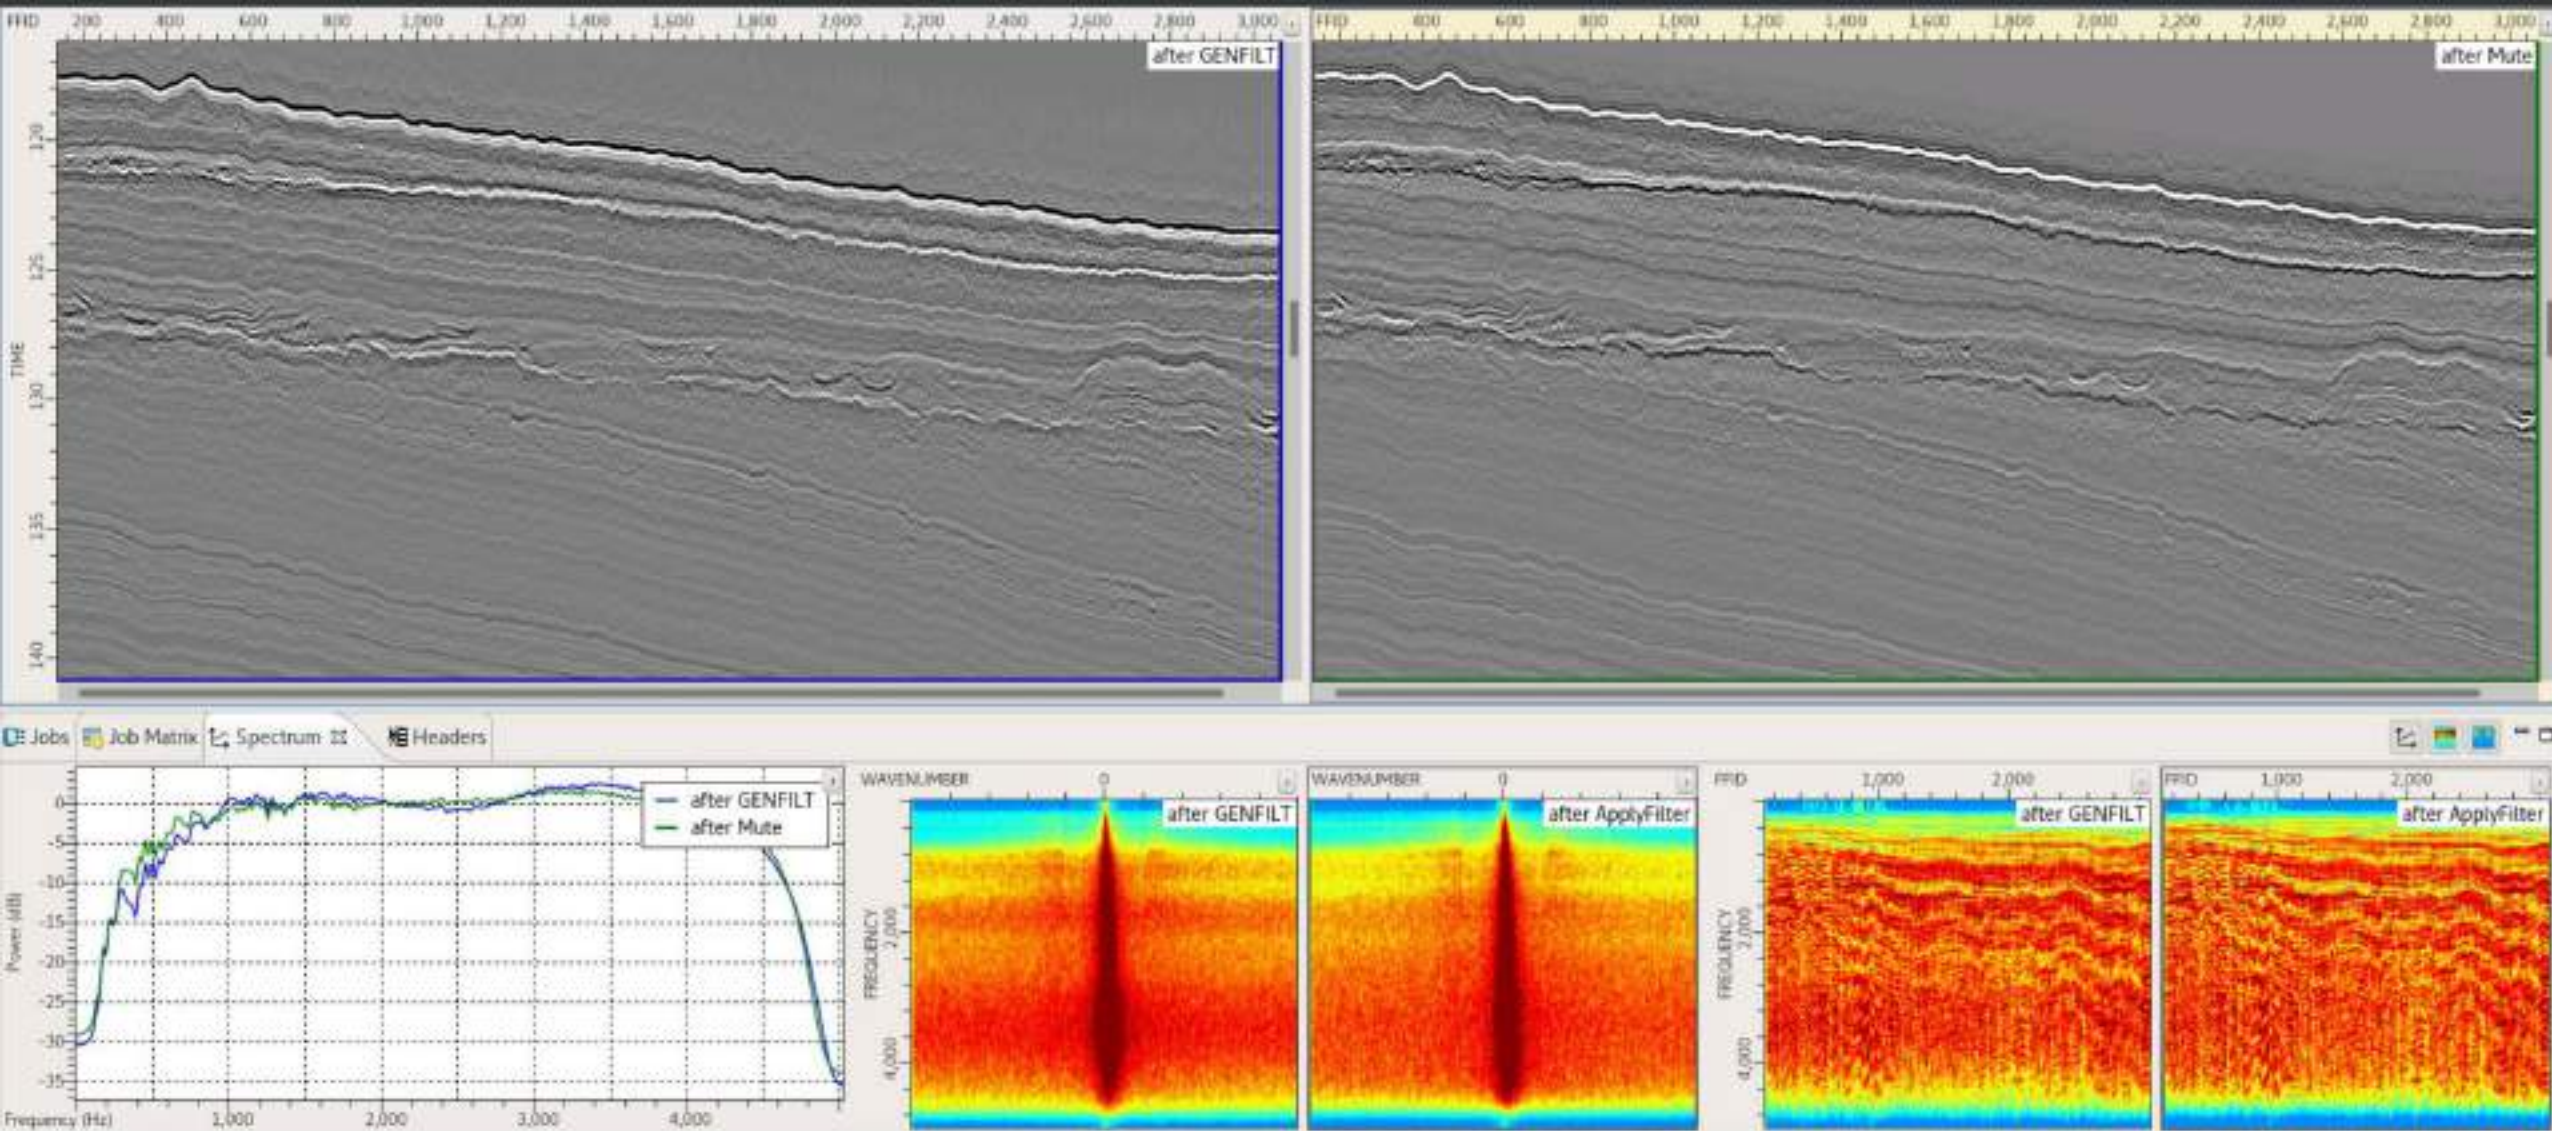 FFID 200 400 600 800 1,000 1,200 1,400 1,600 1,800 2,000 2,200 2,400 2,600 2,800 3,000
after GENFILT
TIME
120
125
130
135
140
FFID 400 600 800 1,000 1,200 1,400 1,600 1,800 2,000 2,200 2,400 2,600 2,800 3,000
after Mute
Jobs Job Matrix Spectrum Headers
Power (dB)
0
-5
-10
-15
-20
-25
-30
-35
after GENFILT
after Mute
Frequency (Hz) 1,000 2,000 3,000 4,000
WAVENUMBER 0
after GENFILT
FREQUENCY
2,000
4,000
WAVENUMBER 0
after ApplyFilter
FFID 1,000 2,000
after GENFILT
FREQUENCY
2,000
4,000
FFID 1,000 2,000
after ApplyFilter